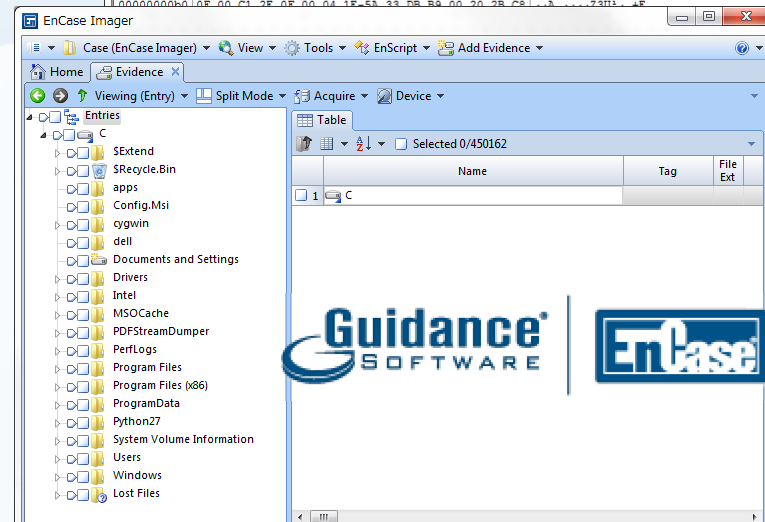 EnCase Imager
Case (EnCase Imager) View Tools EnScript Add Evidence
Home Evidence
Viewing (Entry) Split Mode Acquire Device
Entries
C
$Extend
$Recycle.Bin
apps
Config.Msi
cygwin
dell
Documents and Settings
Drivers
Intel
MSOCache
PDFStreamDumper
PerfLogs
Program Files
Program Files (x86)
ProgramData
Python27
System Volume Information
Users
Windows
Lost Files
Table
Selected 0/450162
Name Tag File Ext
1 C
Guidance
SOFTWARE
EnCase